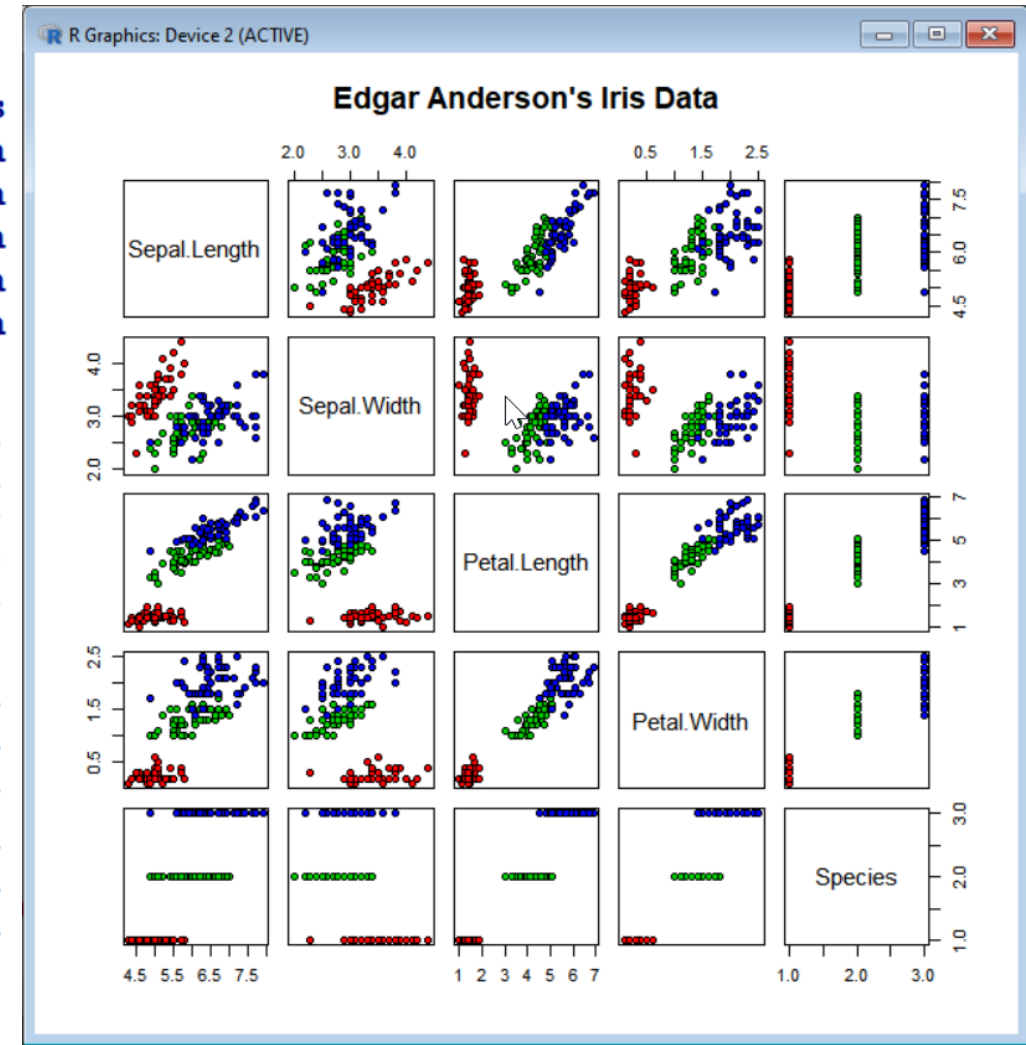 R Graphics: Device 2 (ACTIVE)
Edgar Anderson's Iris Data
2.0 3.0 4.0
0.5 1.5 2.5
Sepal.Length
4.5 6.0 7.5
2.0 3.0 4.0
Sepal.Width
Petal.Length
1 3 5 7
0.5 1.5 2.5
Petal.Width
Species
1.0 2.0 3.0
4.5 5.5 6.5 7.5
1 2 3 4 5 6 7
1.0 2.0 3.0